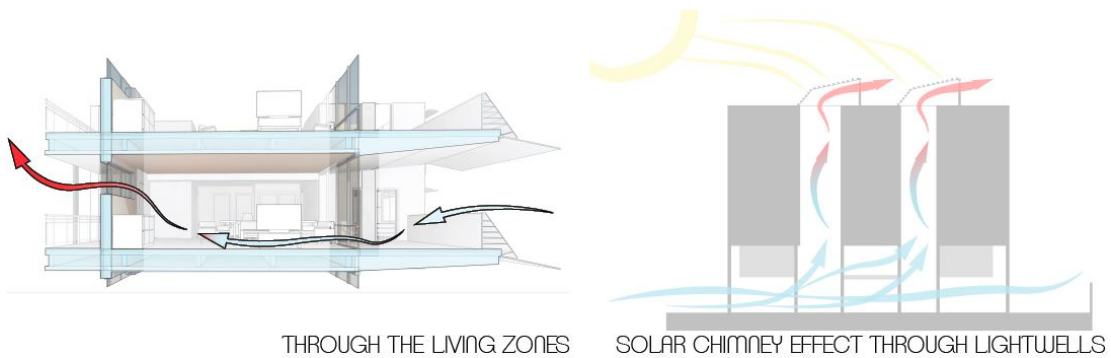 THROUGH THE LIVING ZONES
SOLAR CHIMNEY EFFECT THROUGH LIGHTWELLS